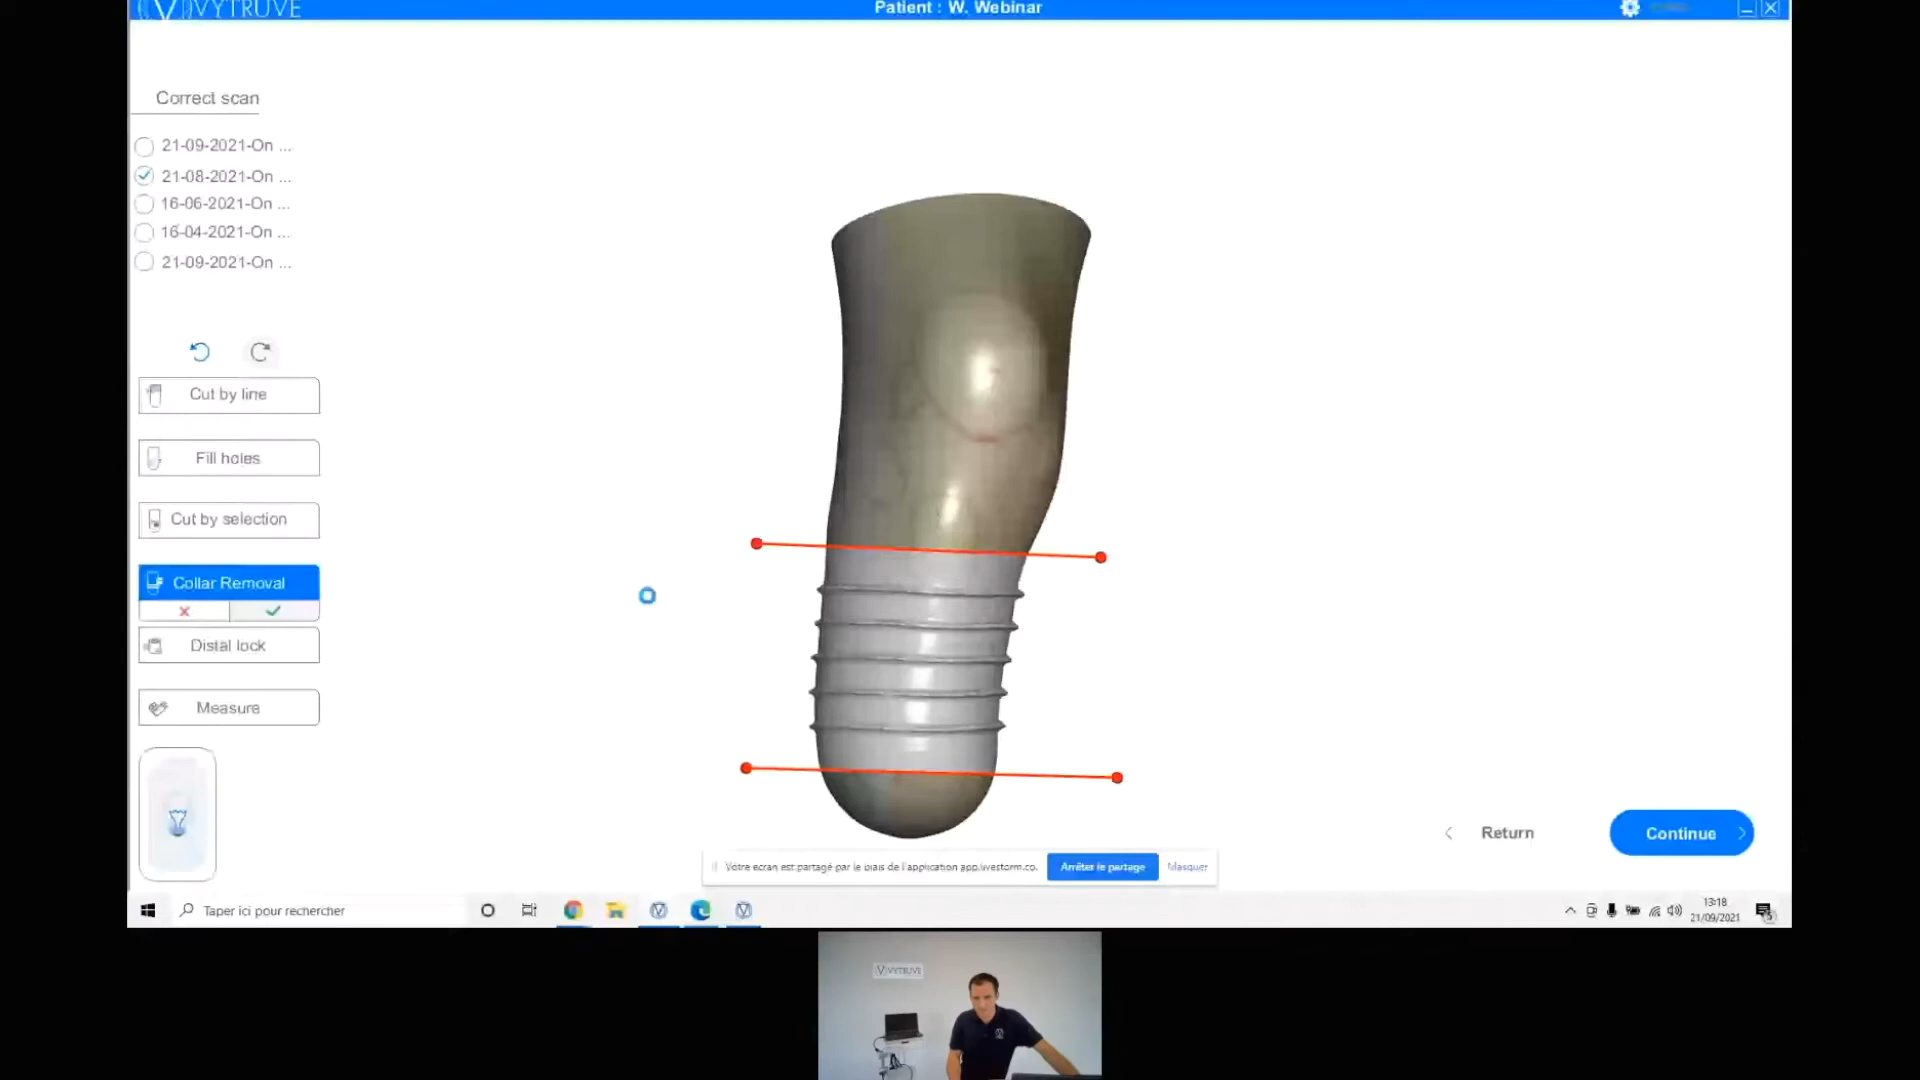 VYTRUVE
Patient : W. Webinar
Correct scan
21-09-2021-On ...
21-08-2021-On ...
16-06-2021-On ...
16-04-2021-On ...
21-09-2021-On ...
Cut by line
Fill holes
Cut by selection
Collar Removal
Distal lock
Measure
Return
Continue
Votre écran est partagé par le biais de l'application app.livestorm.co.
Arrêter le partage
Masquer
Taper ici pour rechercher
13:18
21/09/2021
5
VYTRUVE